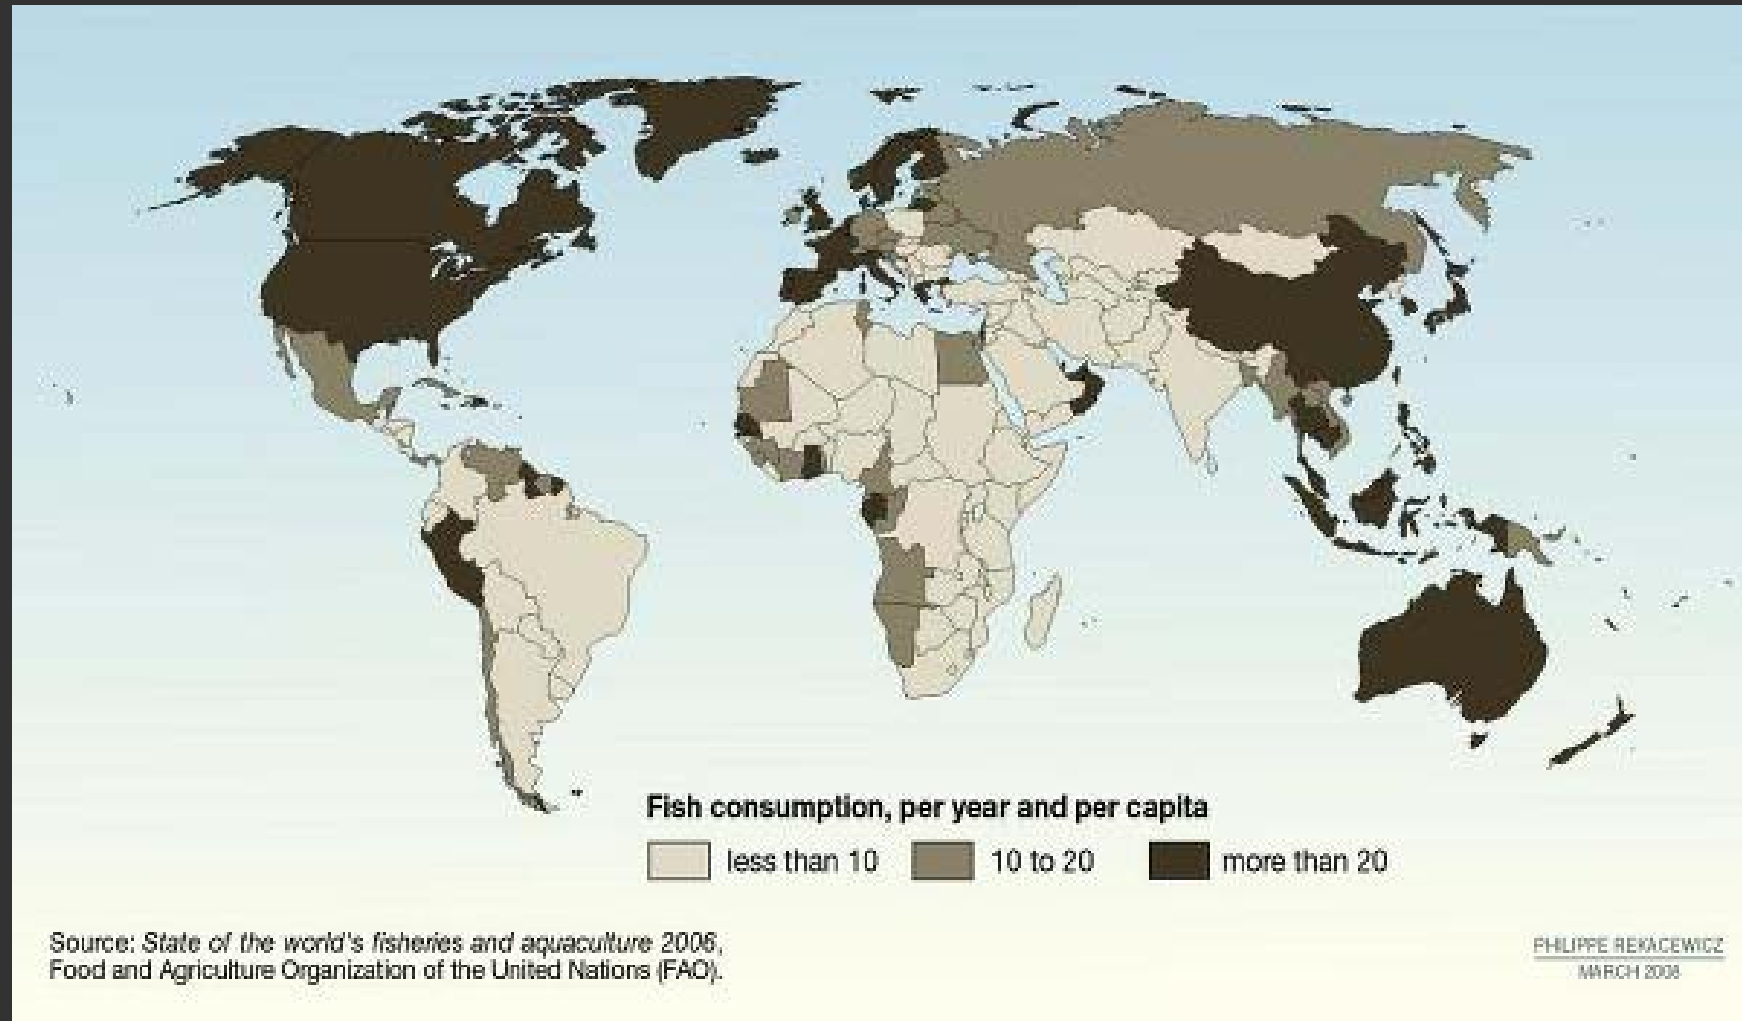 Fish consumption, per year and per capita
less than 10 10 to 20 more than 20
Source: State of the world's fisheries and aquaculture 2006,
Food and Agriculture Organization of the United Nations (FAO).
PHILIPPE REKACEWICZ
MARCH 2008